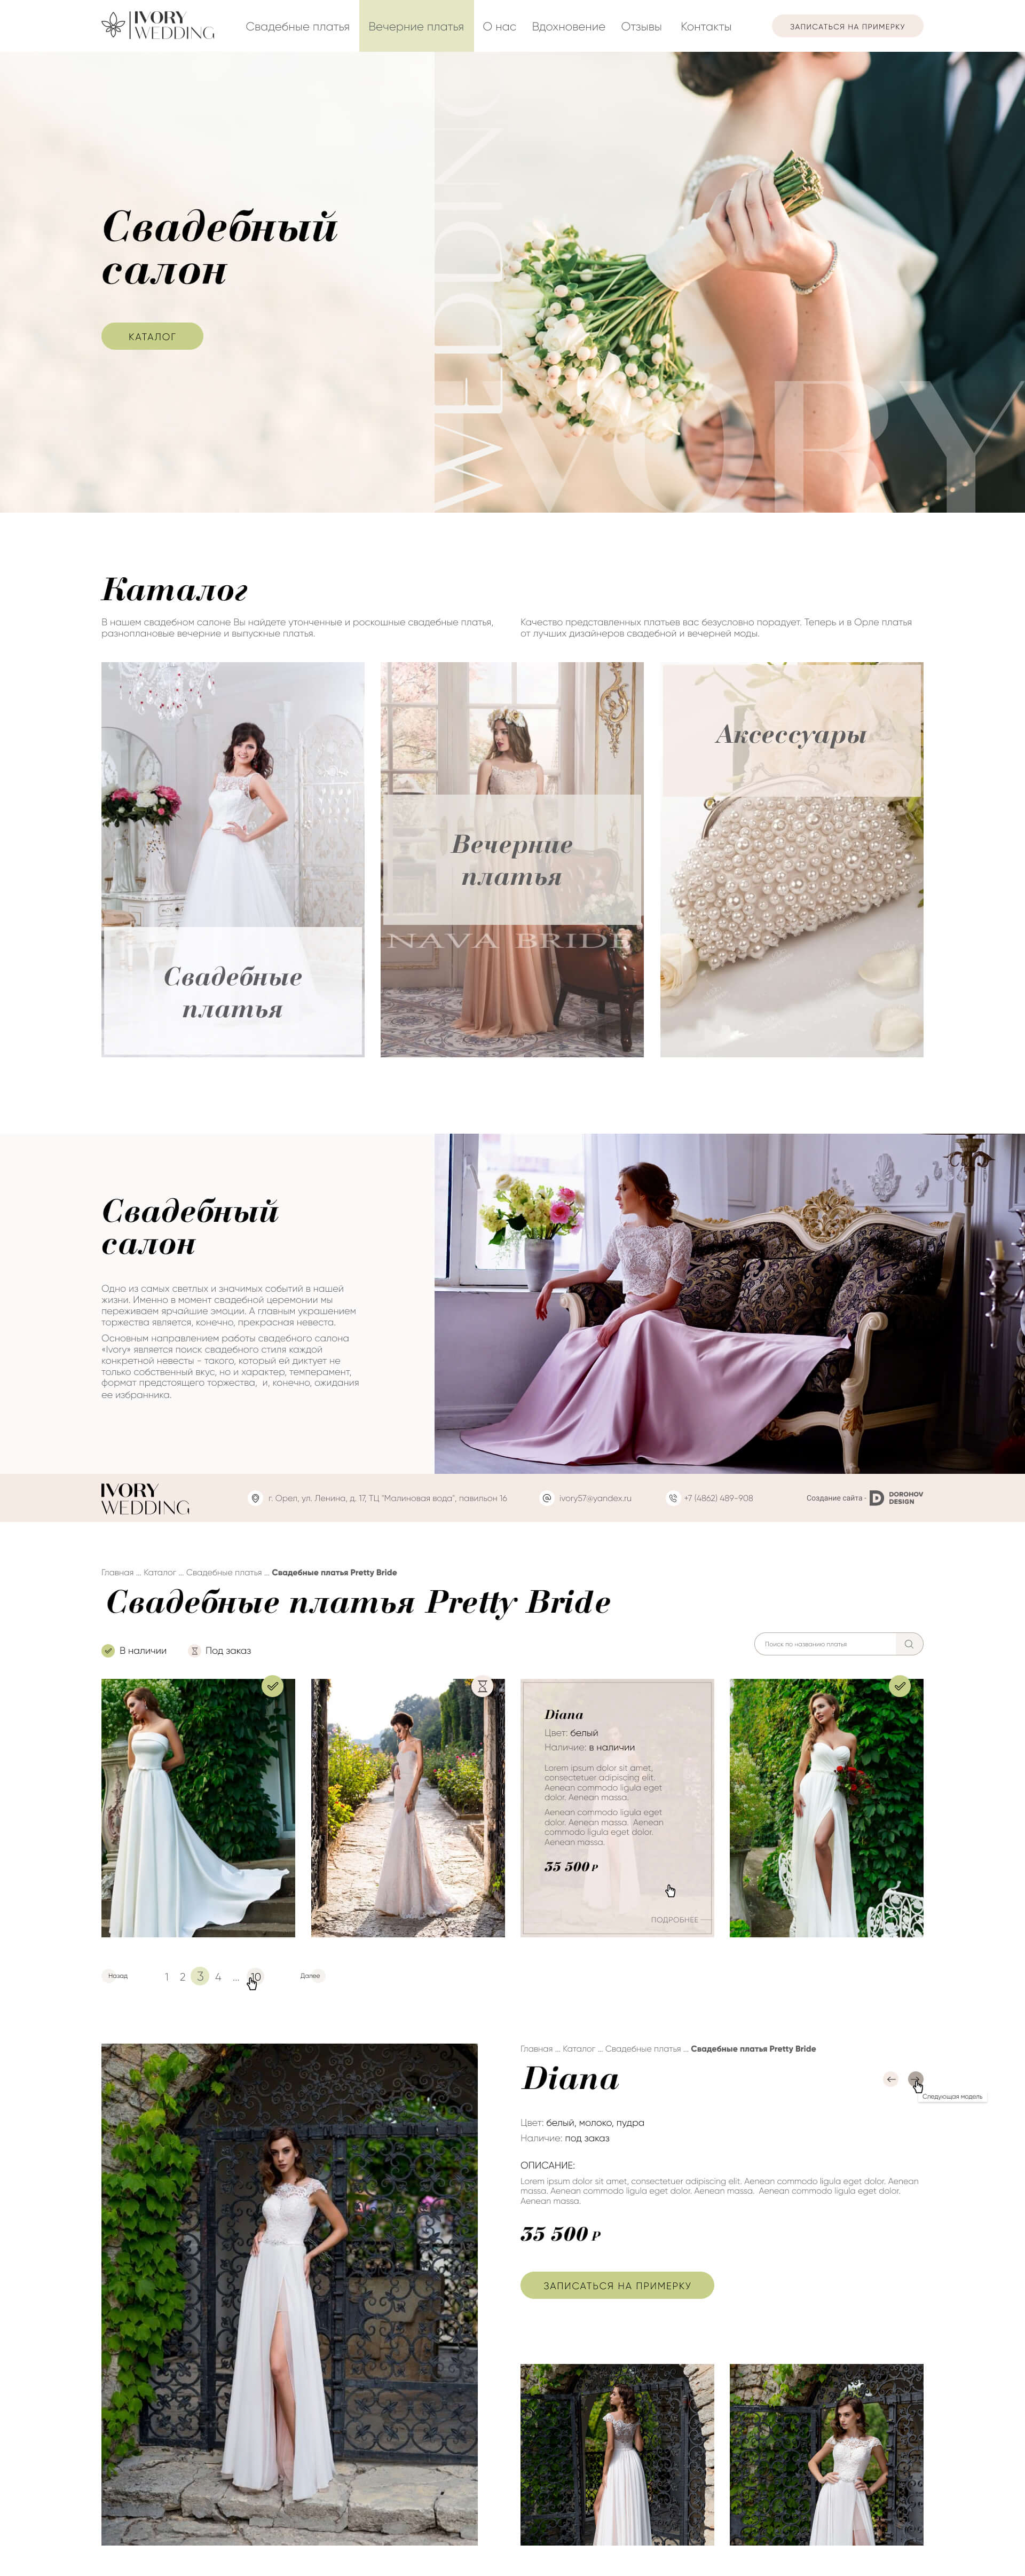 IVORY
WEDDING
Свадебные платья
Вечерние платья
О нас
Вдохновение
Отзывы
Контакты
ЗАПИСАТЬСЯ НА ПРИМЕРКУ
Свадебный
салон
КАТАЛОГ
WEDDING
IVORY
Каталог
В нашем свадебном салоне Вы найдете утонченные и роскошные свадебные платья,
разноплановые вечерние и выпускные платья.
Качество представленных платьев вас безусловно порадует. Теперь и в Орле платья
от лучших дизайнеров свадебной и вечерней моды.
Свадебные
платья
Вечерние
платья
NAVA BRIDE
Аксессуары
Свадебный
салон
Одно из самых светлых и значимых событий в нашей
жизни. Именно в момент свадебной церемонии мы
переживаем ярчайшие эмоции. А главным украшением
торжества является, конечно, прекрасная невеста.
Основным направлением работы свадебного салона
«Ivory» является поиск свадебного стиля каждой
конкретной невесты - такого, который ей диктует не
только собственный вкус, но и характер, темперамент,
формат предстоящего торжества,  и, конечно, ожидания
ее избранника.
IVORY
WEDDING
г. Орел, ул. Ленина, д. 17, ТЦ "Малиновая вода", павильон 16
ivory57@yandex.ru
+7 (4862) 489-908
Создание сайта -
D
DOROHOV
DESIGN
Главная ... Каталог ... Свадебные платья ... Свадебные платья Pretty Bride
Свадебные платья Pretty Bride
В наличии
Под заказ
Поиск по названию платья
Diana
Цвет: белый
Наличие: в наличии
Lorem ipsum dolor sit amet,
consectetuer adipiscing elit.
Aenean commodo ligula eget
dolor. Aenean massa.
Aenean commodo ligula eget
dolor. Aenean massa.  Aenean
commodo ligula eget dolor.
Aenean massa.
35 500 Р
ПОДРОБНЕЕ
Назад
1 2 3 4 ... 10
Далее
Главная ... Каталог ... Свадебные платья ... Свадебные платья Pretty Bride
Diana
Следующая модель
Цвет: белый, молоко, пудра
Наличие: под заказ
ОПИСАНИЕ:
Lorem ipsum dolor sit amet, consectetuer adipiscing elit. Aenean commodo ligula eget dolor. Aenean
massa. Aenean commodo ligula eget dolor. Aenean massa.  Aenean commodo ligula eget dolor.
Aenean massa.
35 500 Р
ЗАПИСАТЬСЯ НА ПРИМЕРКУ